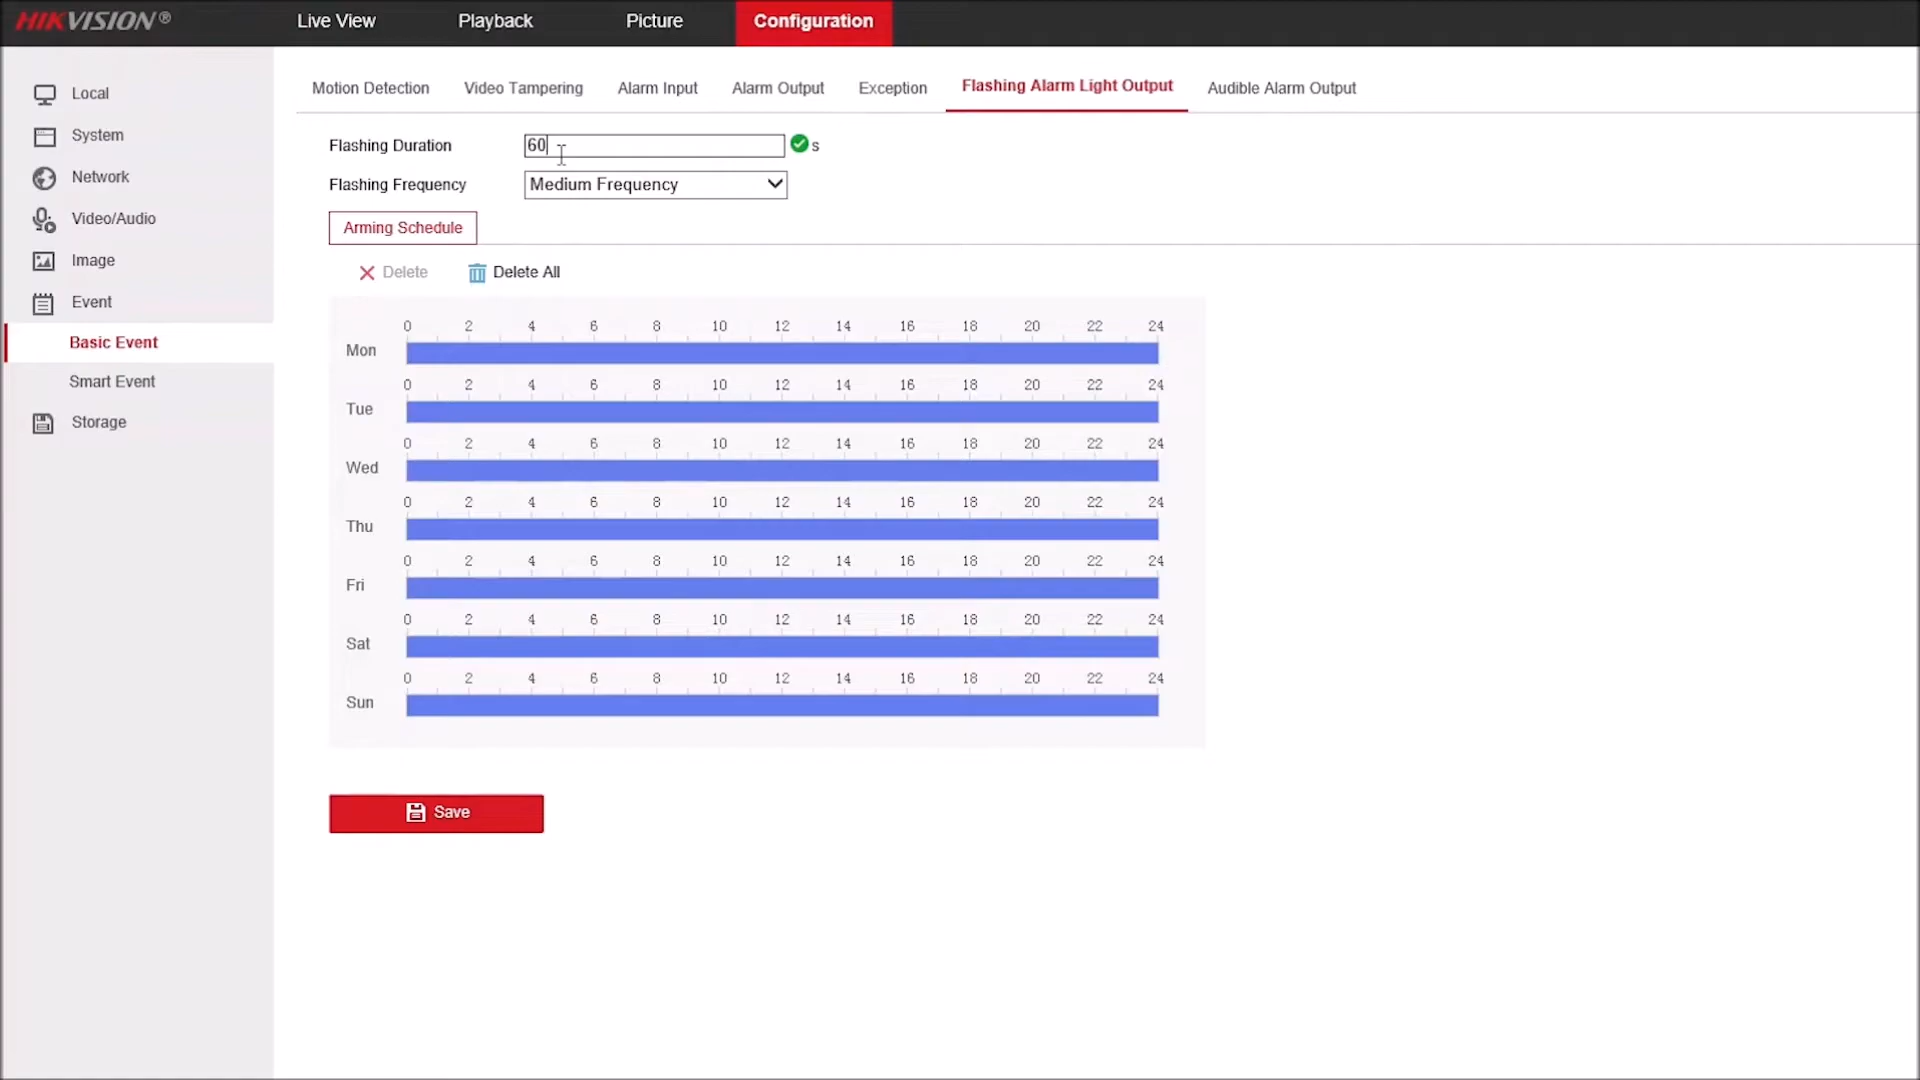 HIKVISION®
Live View Playback Picture Configuration
Local
System
Network
Video/Audio
Image
Event
Basic Event
Smart Event
Storage
Motion Detection Video Tampering Alarm Input Alarm Output Exception Flashing Alarm Light Output Audible Alarm Output
Flashing Duration 60 s
Flashing Frequency Medium Frequency
Arming Schedule
Delete Delete All
0 2 4 6 8 10 12 14 16 18 20 22 24
Mon
0 2 4 6 8 10 12 14 16 18 20 22 24
Tue
0 2 4 6 8 10 12 14 16 18 20 22 24
Wed
0 2 4 6 8 10 12 14 16 18 20 22 24
Thu
0 2 4 6 8 10 12 14 16 18 20 22 24
Fri
0 2 4 6 8 10 12 14 16 18 20 22 24
Sat
0 2 4 6 8 10 12 14 16 18 20 22 24
Sun
Save